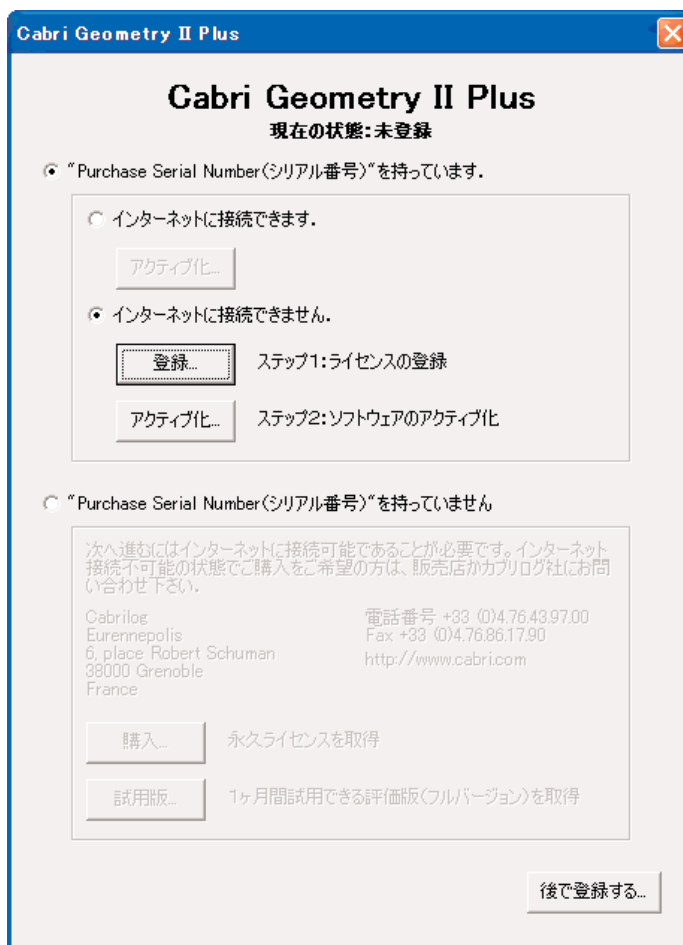 Cabri Geometry II Plus
Cabri Geometry II Plus
現在の状態:未登録
"Purchase Serial Number(シリアル番号)"を持っています.
インターネットに接続できます.
アクティブ化...
インターネットに接続できません.
登録... ステップ1:ライセンスの登録
アクティブ化... ステップ2:ソフトウェアのアクティブ化
"Purchase Serial Number(シリアル番号)"を持っていません
次へ進むにはインターネットに接続可能であることが必要です。インターネット
接続不可能の状態でご購入をご希望の方は、販売店かカブリログ社にお問
い合わせ下さい.
Cabrilog
Eurennepolis
6, place Robert Schuman
38000 Grenoble
France
電話番号 +33 (0)4.76.43.97.00
Fax +33 (0)4.76.86.17.90
http://www.cabri.com
購入... 永久ライセンスを取得
試用版... 1ヶ月間試用できる評価版(フルバージョン)を取得
後で登録する...